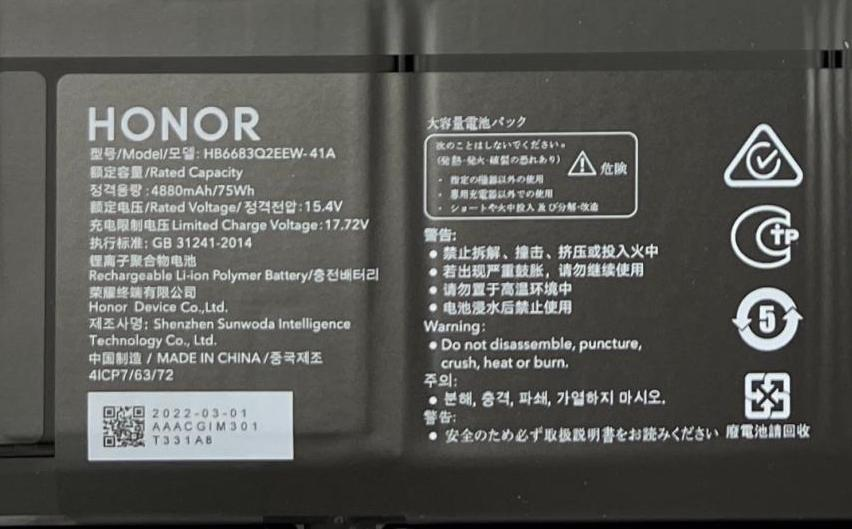 HONOR
型号/Model/모델: HB6683Q2EEW-41A
额定容量/Rated Capacity
정격용량:4880mAh/75Wh
额定电压/Rated Voltage/정격전압:15.4V
充电限制电压Limited Charge Voltage:17.72V
执行标准: GB 31241-2014
锂离子聚合物电池
Rechargeable Li-ion Polymer Battery/충전배터리
荣耀终端有限公司
Honor Device Co.,Ltd.
제조사명: Shenzhen Sunwoda Intelligence
Technology Co., Ltd.
中国制造 / MADE IN CHINA /중국제조
4ICP7/63/72
2022-03-01
AAACGIM301
T331A8
大容量電池パック
次のことはしないでください。
(発熱・発火・破裂の恐れあり)
危険
・ 指定の機器以外の使用
・ 専用充電器以外での使用
・ ショートや火中投入及び分解・改造
警告:
● 禁止拆解、撞击、挤压或投入火中
● 若出现严重鼓胀，请勿继续使用
● 请勿置于高温环境中
● 电池浸水后禁止使用
Warning:
● Do not disassemble, puncture,
crush, heat or burn.
주의:
● 분해, 충격, 파쇄, 가열하지 마시오.
警告:
● 安全のため必ず取扱説明書をお読みください
TP
5
廢電池請回收